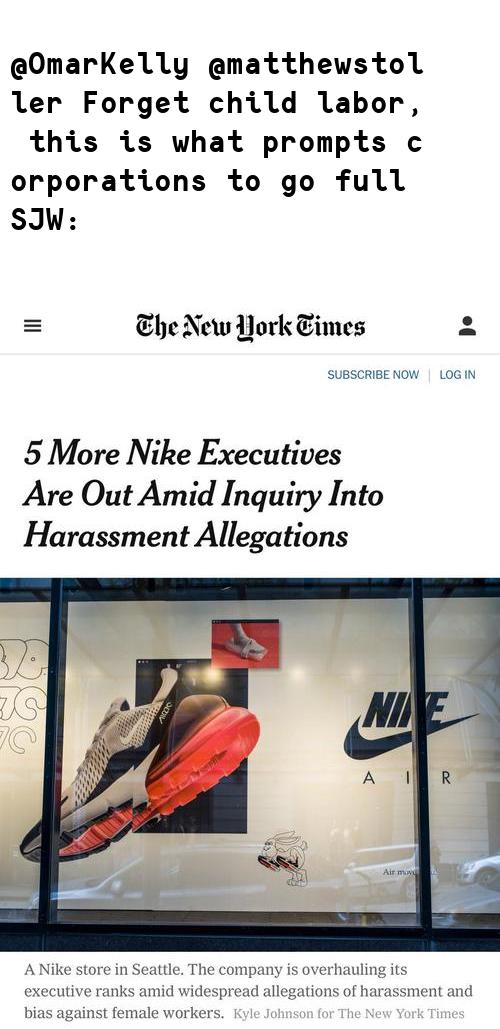 @OmarKelly @matthewstol
ler Forget child labor,
 this is what prompts c
orporations to go full
SJW:
The New York Times
SUBSCRIBE NOW | LOG IN
5 More Nike Executives
Are Out Amid Inquiry Into
Harassment Allegations
NIKE
A I R
A Nike store in Seattle. The company is overhauling its
executive ranks amid widespread allegations of harassment and
bias against female workers. Kyle Johnson for The New York Times